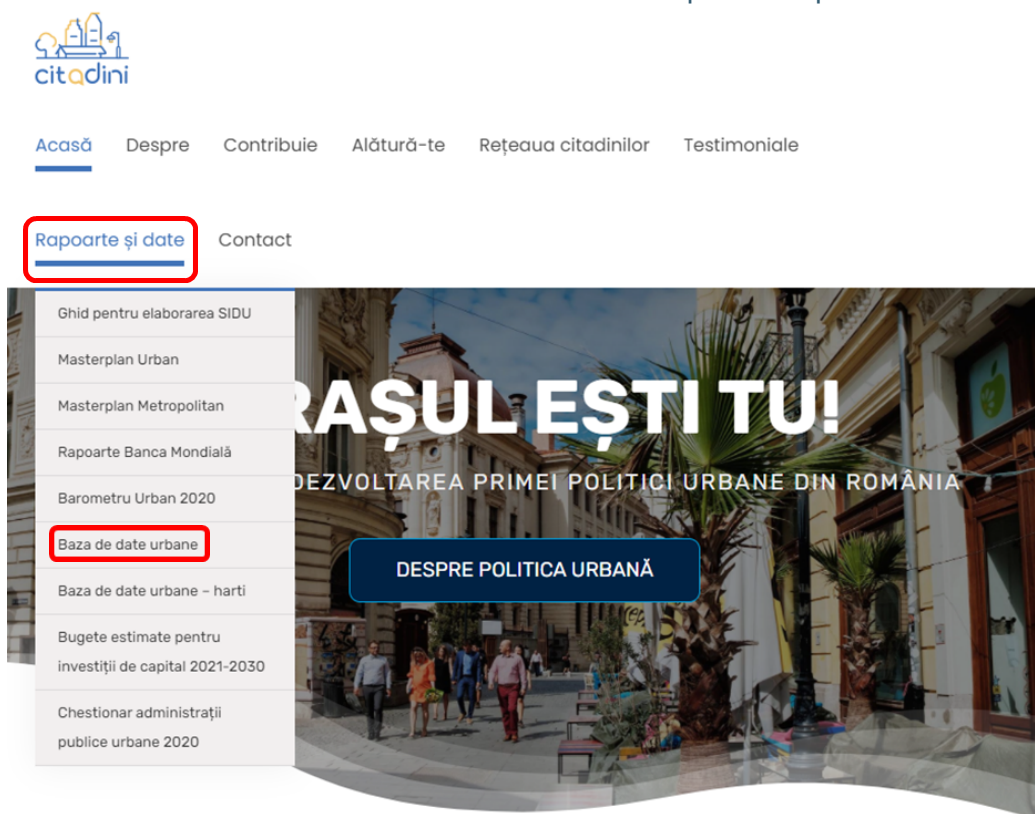 citadini
Acasă Despre Contribuie Alătură-te Rețeaua citadinilor Testimoniale
Rapoarte și date Contact
Ghid pentru elaborarea SIDU
Masterplan Urban
Masterplan Metropolitan
Rapoarte Banca Mondială
Barometru Urban 2020
Baza de date urbane
Baza de date urbane – harti
Bugete estimate pentru
investiții de capital 2021-2030
Chestionar administrații
publice urbane 2020
RAȘUL EȘTI TU!
DEZVOLTAREA PRIMEI POLITICI URBANE DIN ROMÂNIA
DESPRE POLITICA URBANĂ